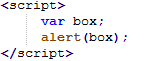 <script>
var box;
alert(box);
</script>